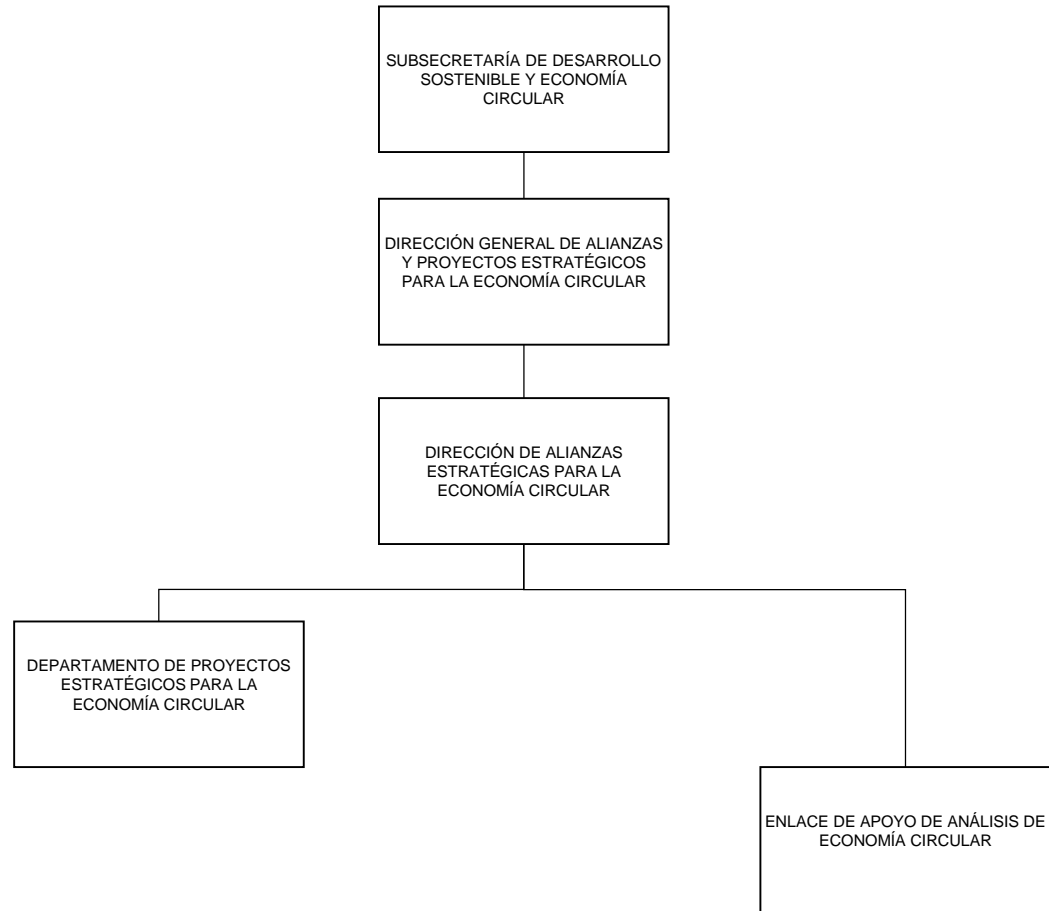 SUBSECRETARÍA DE DESARROLLO
SOSTENIBLE Y ECONOMÍA
CIRCULAR
DIRECCIÓN GENERAL DE ALIANZAS
Y PROYECTOS ESTRATÉGICOS
PARA LA ECONOMÍA CIRCULAR
DIRECCIÓN DE ALIANZAS
ESTRATÉGICAS PARA LA
ECONOMÍA CIRCULAR
DEPARTAMENTO DE PROYECTOS
ESTRATÉGICOS PARA LA
ECONOMÍA CIRCULAR
ENLACE DE APOYO DE ANÁLISIS DE
ECONOMÍA CIRCULAR